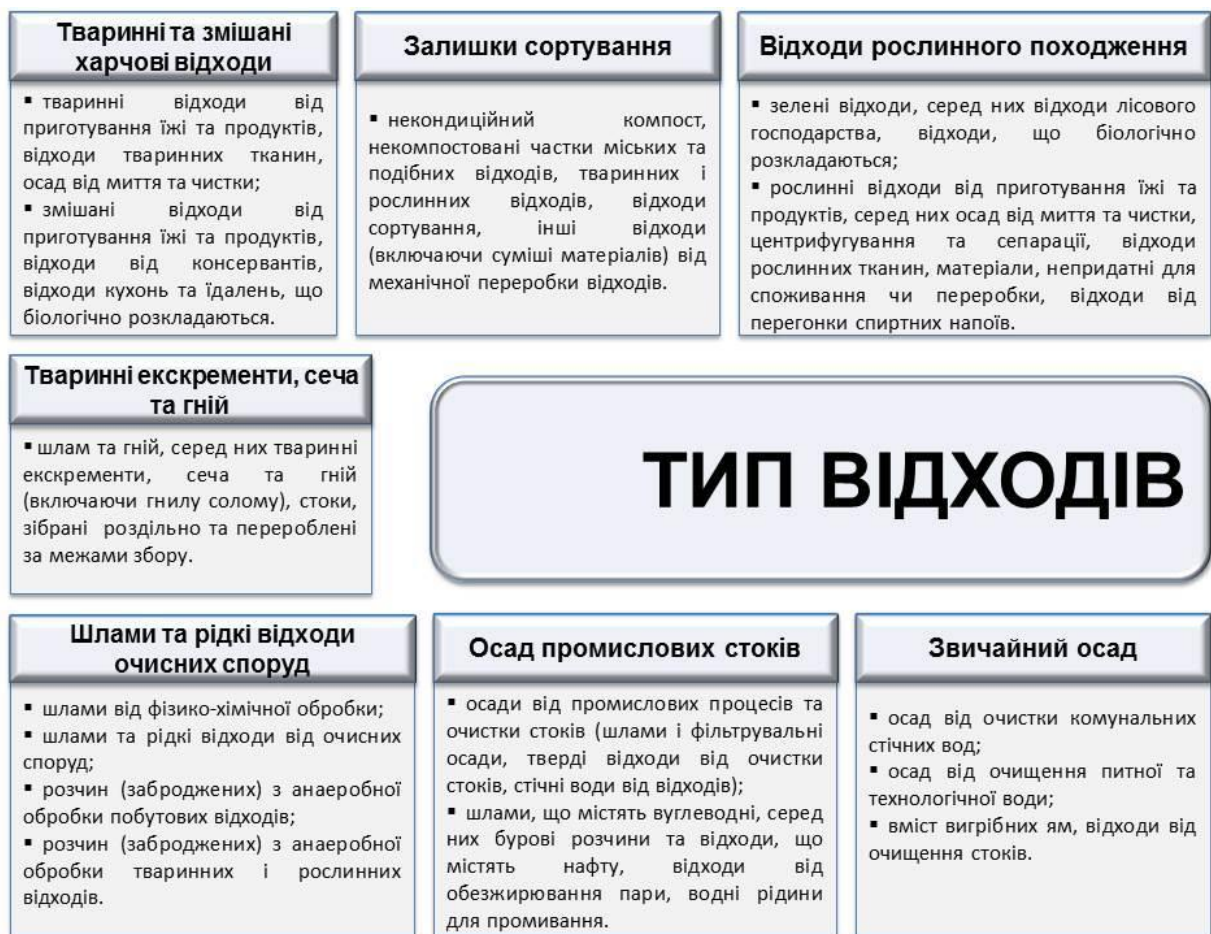 Тваринні та змішані
харчові відходи
▪ тваринні відходи від
приготування їжі та продуктів,
відходи тваринних тканин,
осад від миття та чистки;
▪ змішані відходи від
приготування їжі та продуктів,
відходи від консервантів,
відходи кухонь та їдалень, що
біологічно розкладаються.
Залишки сортування
▪ некондиційний компост,
некомпостовані частки міських та
подібних відходів, тваринних і
рослинних відходів, відходи
сортування, інші відходи
(включаючи суміші матеріалів) від
механічної переробки відходів.
Відходи рослинного походження
▪ зелені відходи, серед них відходи лісового
господарства, відходи, що біологічно
розкладаються;
▪ рослинні відходи від приготування їжі та
продуктів, серед них осад від миття та чистки,
центрифугування та сепарації, відходи
рослинних тканин, матеріали, непридатні для
споживання чи переробки, відходи від
перегонки спиртних напоїв.
Тваринні екскременти, сеча
та гній
▪ шлам та гній, серед них тваринні
екскременти, сеча та гній
(включаючи гнилу солому), стоки,
зібрані роздільно та перероблені
за межами збору.
ТИП ВІДХОДІВ
Шлами та рідкі відходи
очисних споруд
▪ шлами від фізико-хімічної обробки;
▪ шлами та рідкі відходи від очисних
споруд;
▪ розчин (заброджених) з анаеробної
обробки побутових відходів;
▪ розчин (заброджених) з анаеробної
обробки тваринних і рослинних
відходів.
Осад промислових стоків
▪ осади від промислових процесів та
очистки стоків (шлами і фільтрувальні
осади, тверді відходи від очистки
стоків, стічні води від відходів);
▪ шлами, що містять вуглеводні, серед
них бурові розчини та відходи, що
містять нафту, відходи від
обезжирювання пари, водні рідини
для промивання.
Звичайний осад
▪ осад від очистки комунальних
стічних вод;
▪ осад від очищення питної та
технологічної води;
▪ вміст вигрібних ям, відходи від
очищення стоків.